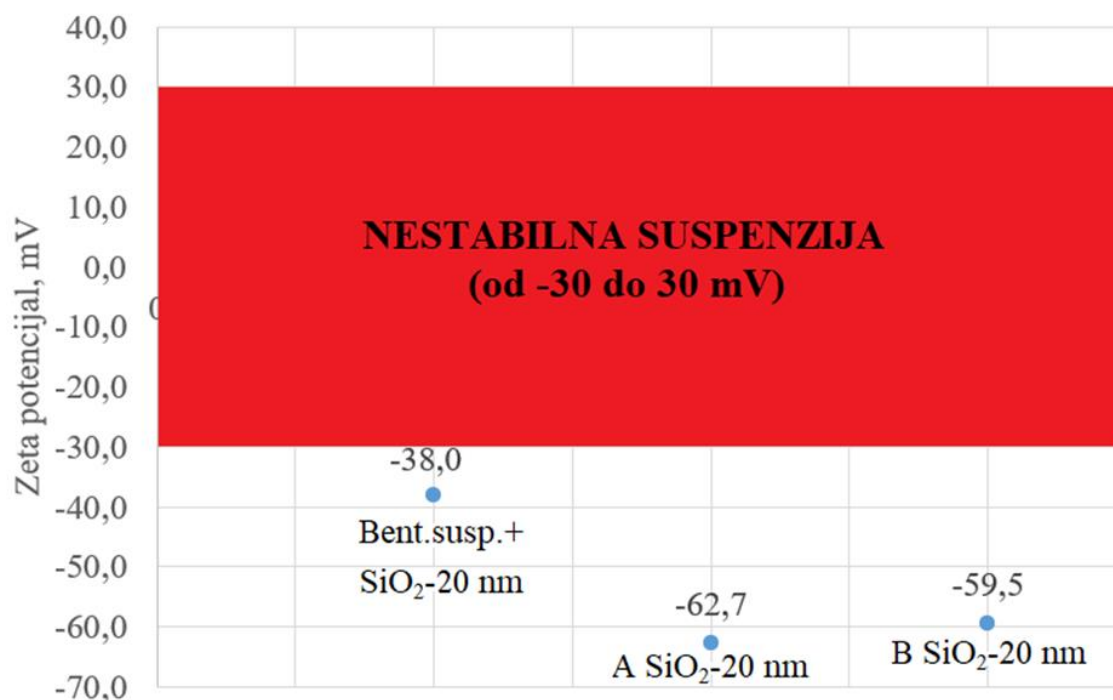 40,0
30,0
20,0
10,0
0,0
-10,0
-20,0
-30,0
-40,0
-50,0
-60,0
-70,0
Zeta potencijal, mV
NESTABILNA SUSPENZIJA
(od -30 do 30 mV)
-38,0
Bent.susp.+
SiO₂-20 nm
-62,7
A SiO₂-20 nm
-59,5
B SiO₂-20 nm